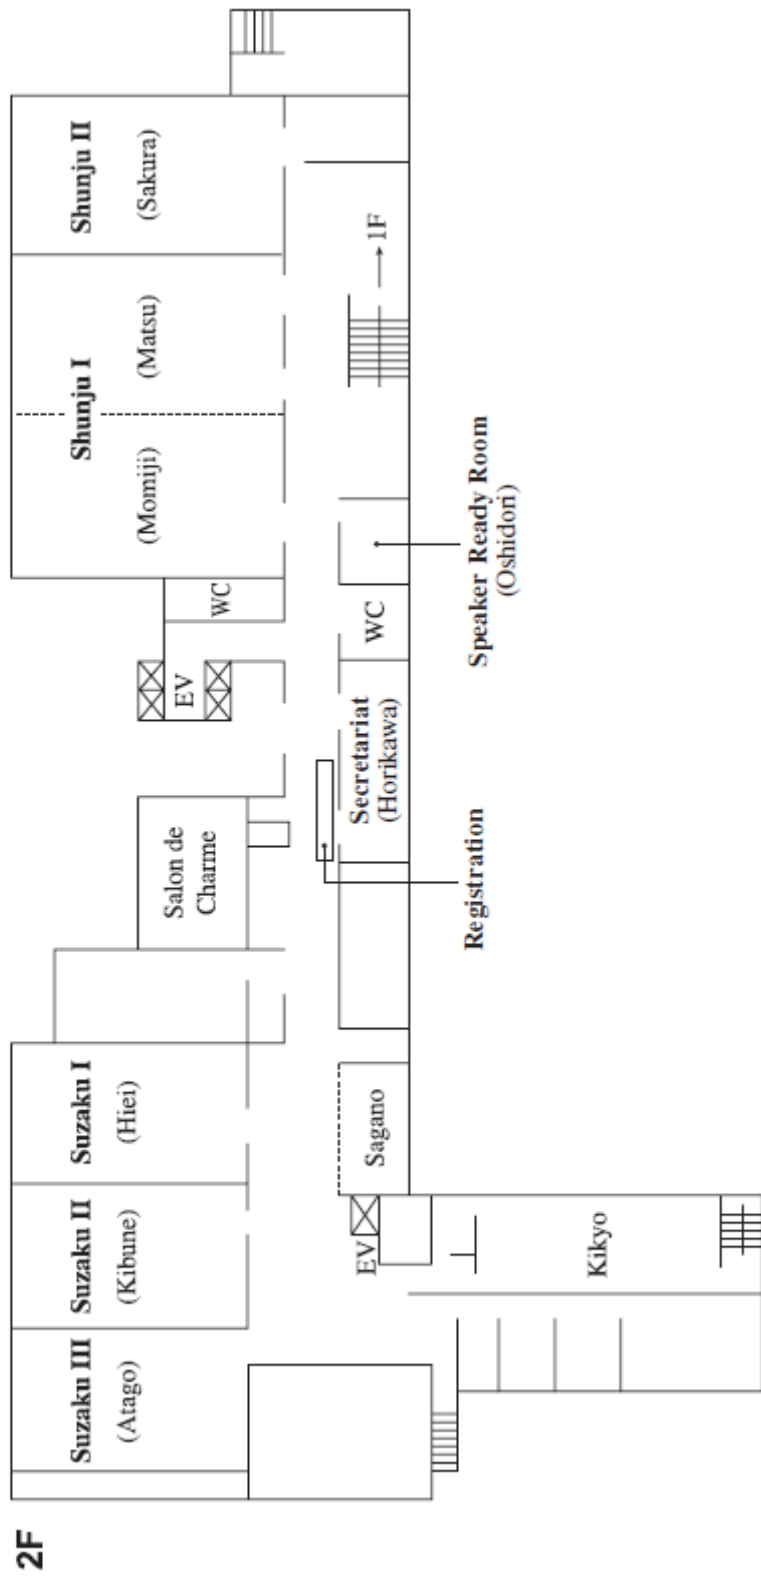 2F
Suzaku III
(Atago)
Suzaku II
(Kibune)
Suzaku I
(Hiei)
Salon de
Charme
EV
WC
Shunju I
(Momiji)
(Matsu)
Shunju II
(Sakura)
EV
Sagano
Secretariat
(Horikawa)
WC
1F
Kikyo
Registration
Speaker Ready Room
(Oshidori)